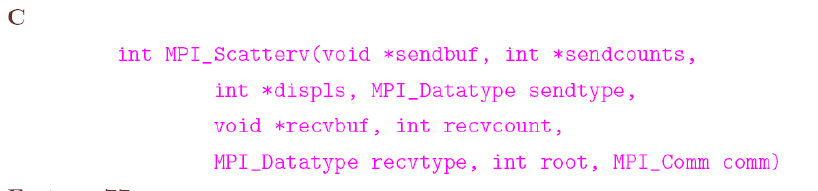 C
int MPI_Scatterv(void *sendbuf, int *sendcounts,
int *displs, MPI_Datatype sendtype,
void *recvbuf, int recvcount,
MPI_Datatype recvtype, int root, MPI_Comm comm)